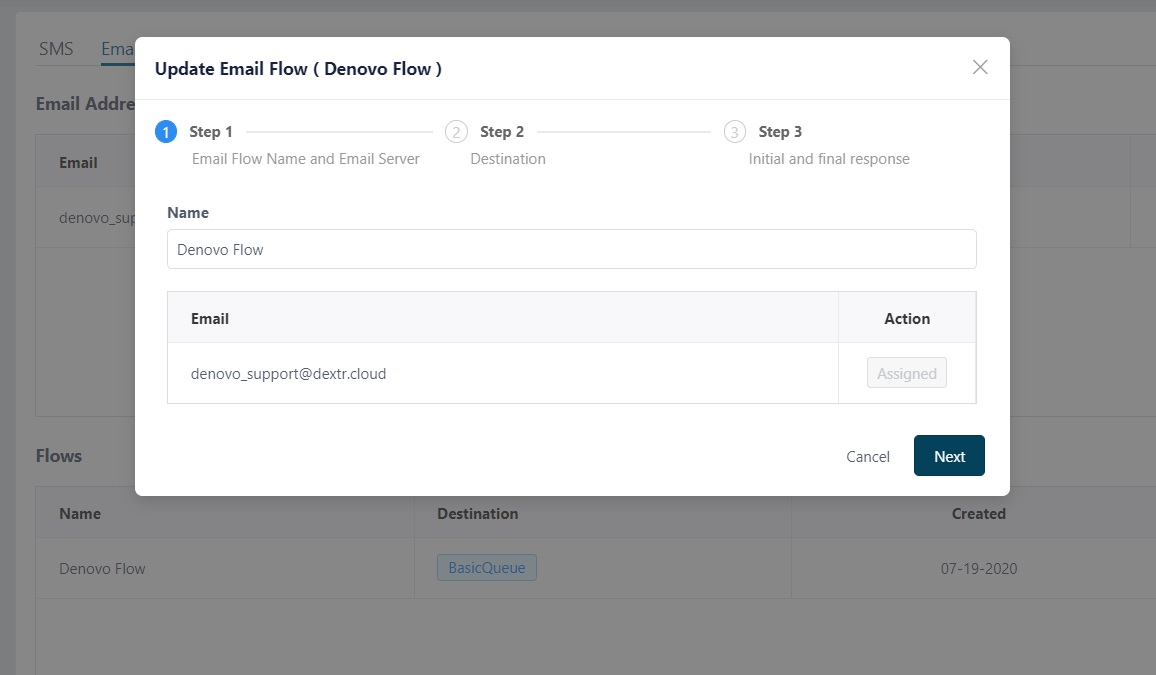 SMS Ema
Update Email Flow ( Denovo Flow )
Email Addre
1 Step 1 2 Step 2 3 Step 3
Email Flow Name and Email Server Destination Initial and final response
Email
denovo_sup
Name
Denovo Flow
Email Action
denovo_support@dextr.cloud Assigned
Cancel Next
Flows
Name Destination Created
Denovo Flow BasicQueue 07-19-2020